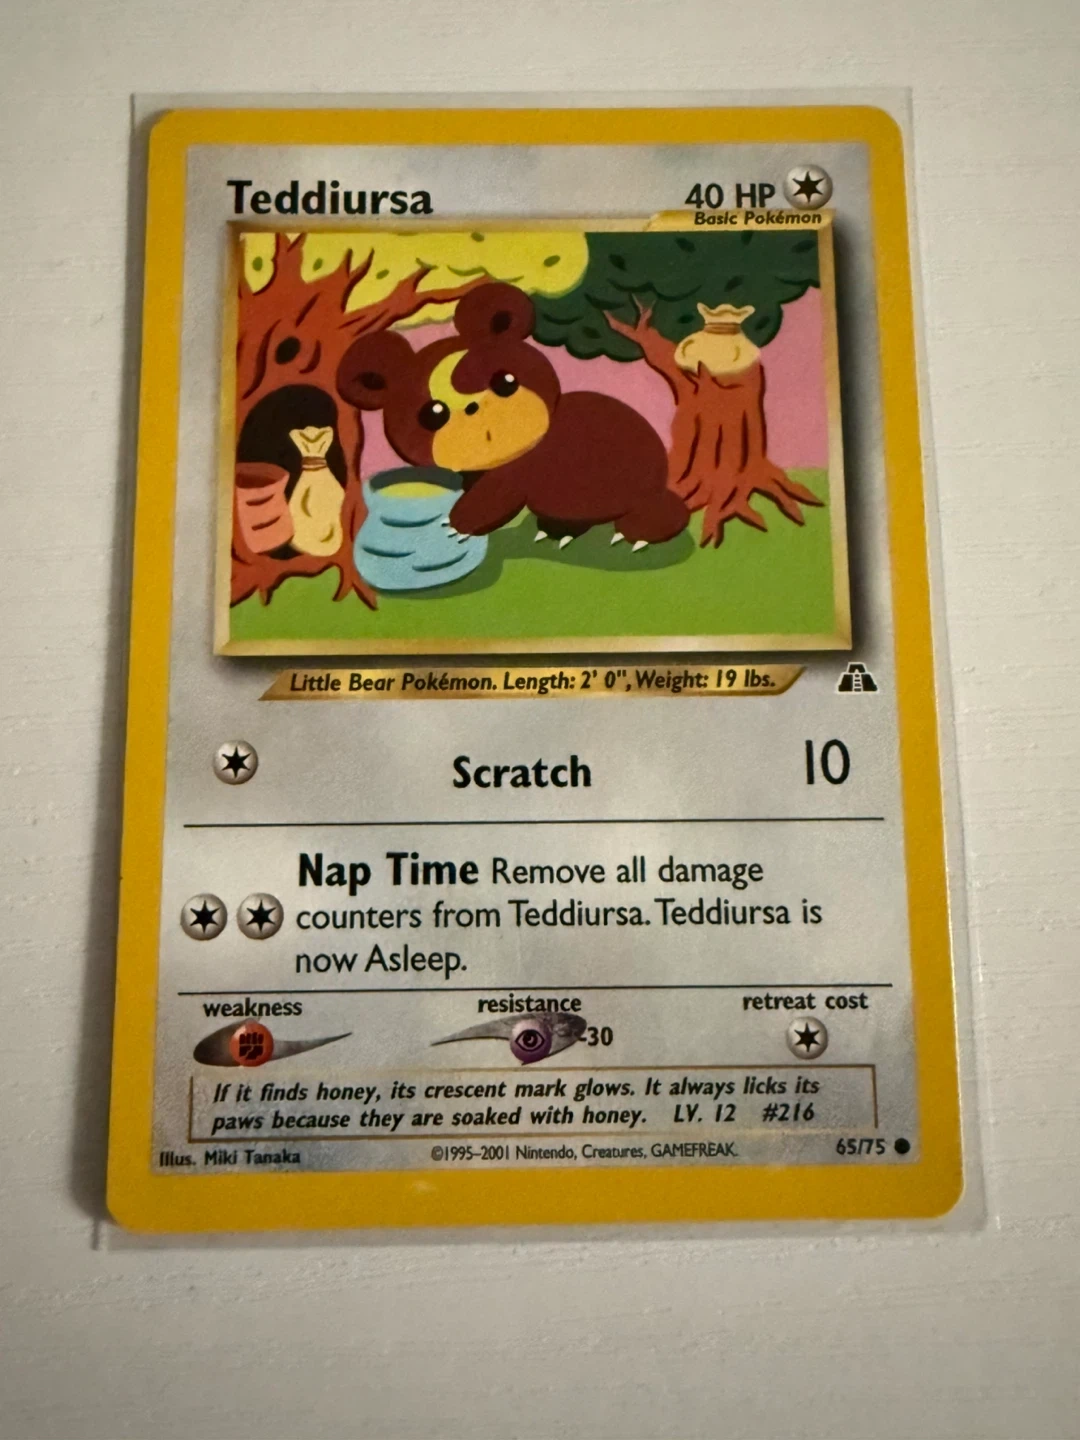 Teddiursa
40 HP
Basic Pokémon
Little Bear Pokémon. Length: 2' 0", Weight: 19 lbs.
Scratch 10
Nap Time Remove all damage
counters from Teddiursa. Teddiursa is
now Asleep.
weakness resistance retreat cost
-30
If it finds honey, its crescent mark glows. It always licks its
paws because they are soaked with honey. LV. 12 #216
Illus. Miki Tanaka ©1995-2001 Nintendo, Creatures, GAMEFREAK. 65/75